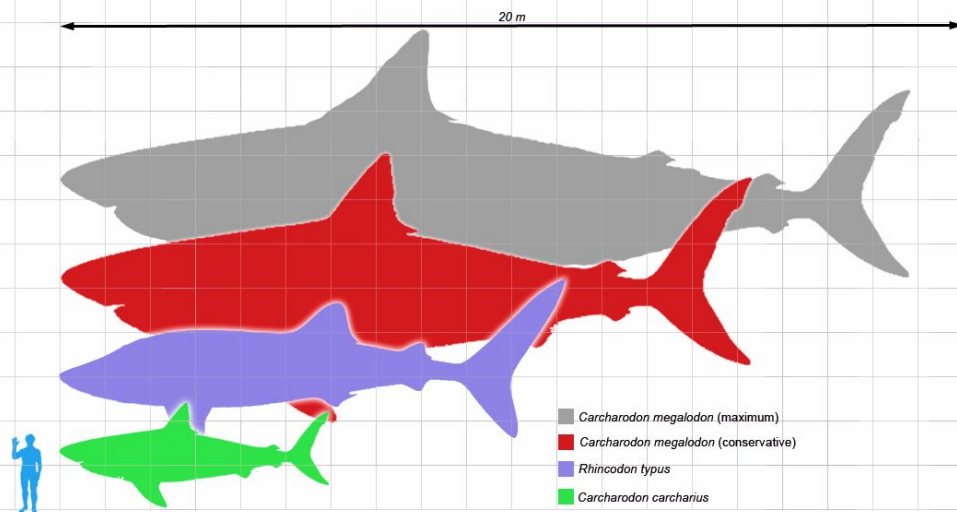 20 m
Carcharodon megalodon (maximum)
Carcharodon megalodon (conservative)
Rhincodon typus
Carcharodon carcharius